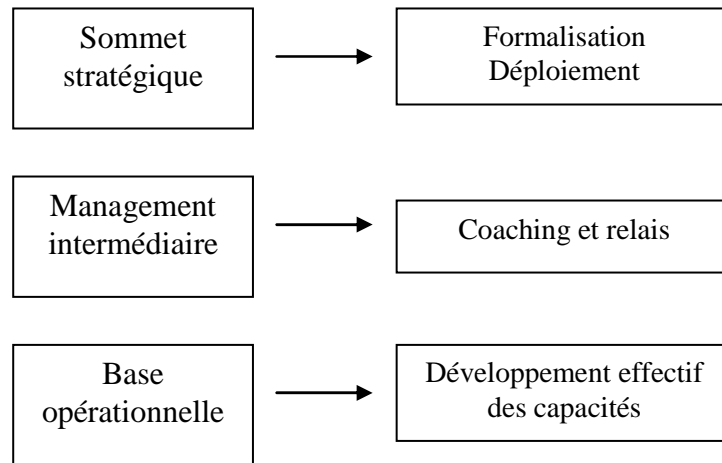 Sommet
stratégique
Formalisation
Déploiement
Management
intermédiaire
Coaching et relais
Base
opérationnelle
Développement effectif
des capacités